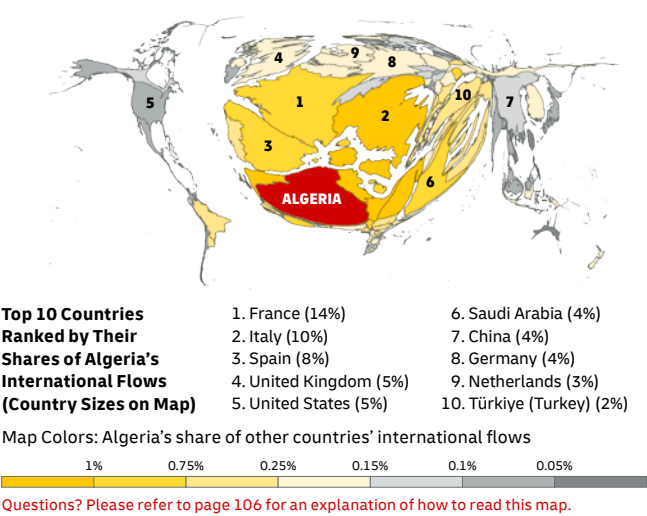 4
9
8
5
1
2
10
7
3
6
ALGERIA
Top 10 Countries
Ranked by Their
Shares of Algeria's
International Flows
(Country Sizes on Map)
1. France (14%)
2. Italy (10%)
3. Spain (8%)
4. United Kingdom (5%)
5. United States (5%)
6. Saudi Arabia (4%)
7. China (4%)
8. Germany (4%)
9. Netherlands (3%)
10. Türkiye (Turkey) (2%)
Map Colors: Algeria's share of other countries' international flows
1% 0.75% 0.25% 0.15% 0.1% 0.05%
Questions? Please refer to page 106 for an explanation of how to read this map.